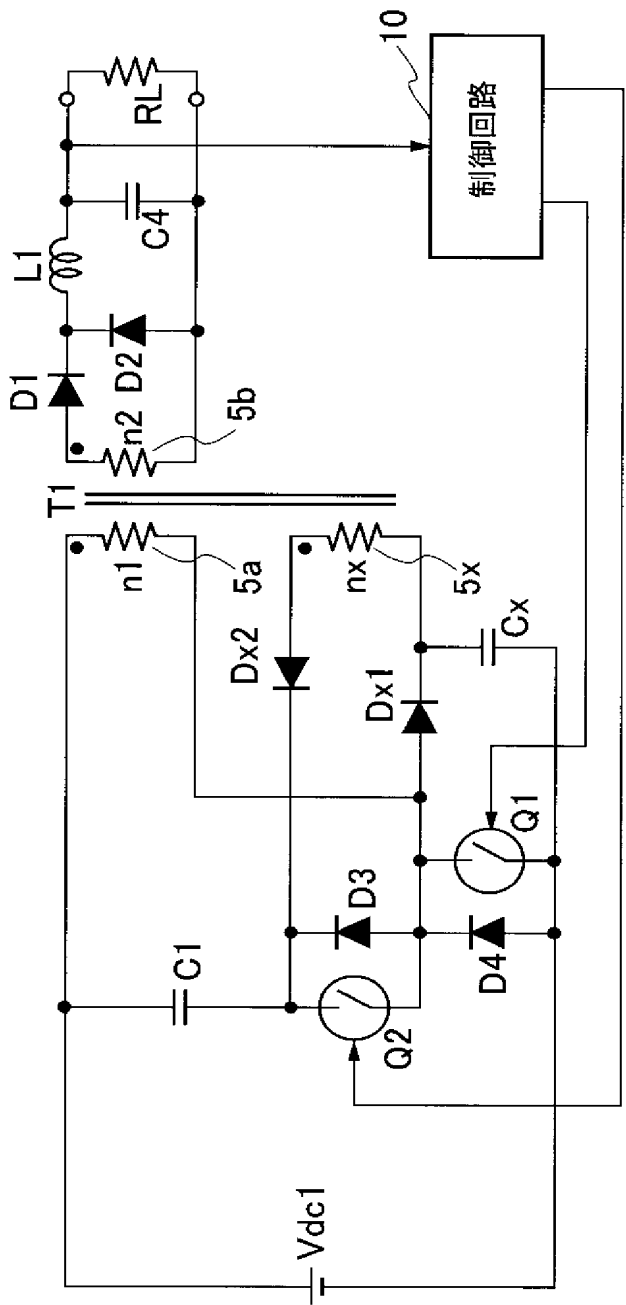 Vdc1
C1
Q2
D3
D4
Q1
Dx2
Dx1
Cx
T1
n1
5a
nx
5x
n2
5b
D1
D2
L1
C4
RL
10
制御回路